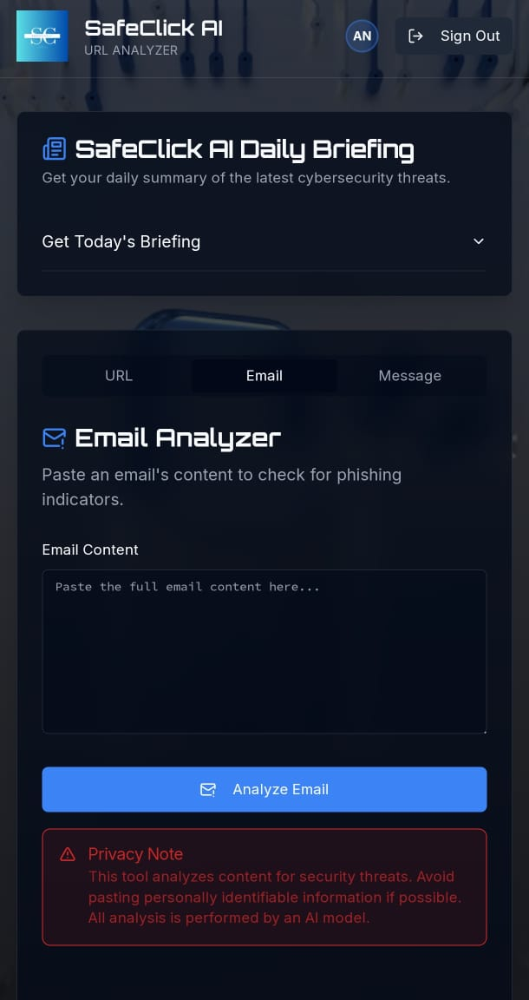 SC
SafeClick AI
URL ANALYZER
AN
Sign Out
SafeClick AI Daily Briefing
Get your daily summary of the latest cybersecurity threats.
Get Today's Briefing
URL
Email
Message
Email Analyzer
Paste an email's content to check for phishing
indicators.
Email Content
Paste the full email content here...
Analyze Email
Privacy Note
This tool analyzes content for security threats. Avoid
pasting personally identifiable information if possible.
All analysis is performed by an AI model.